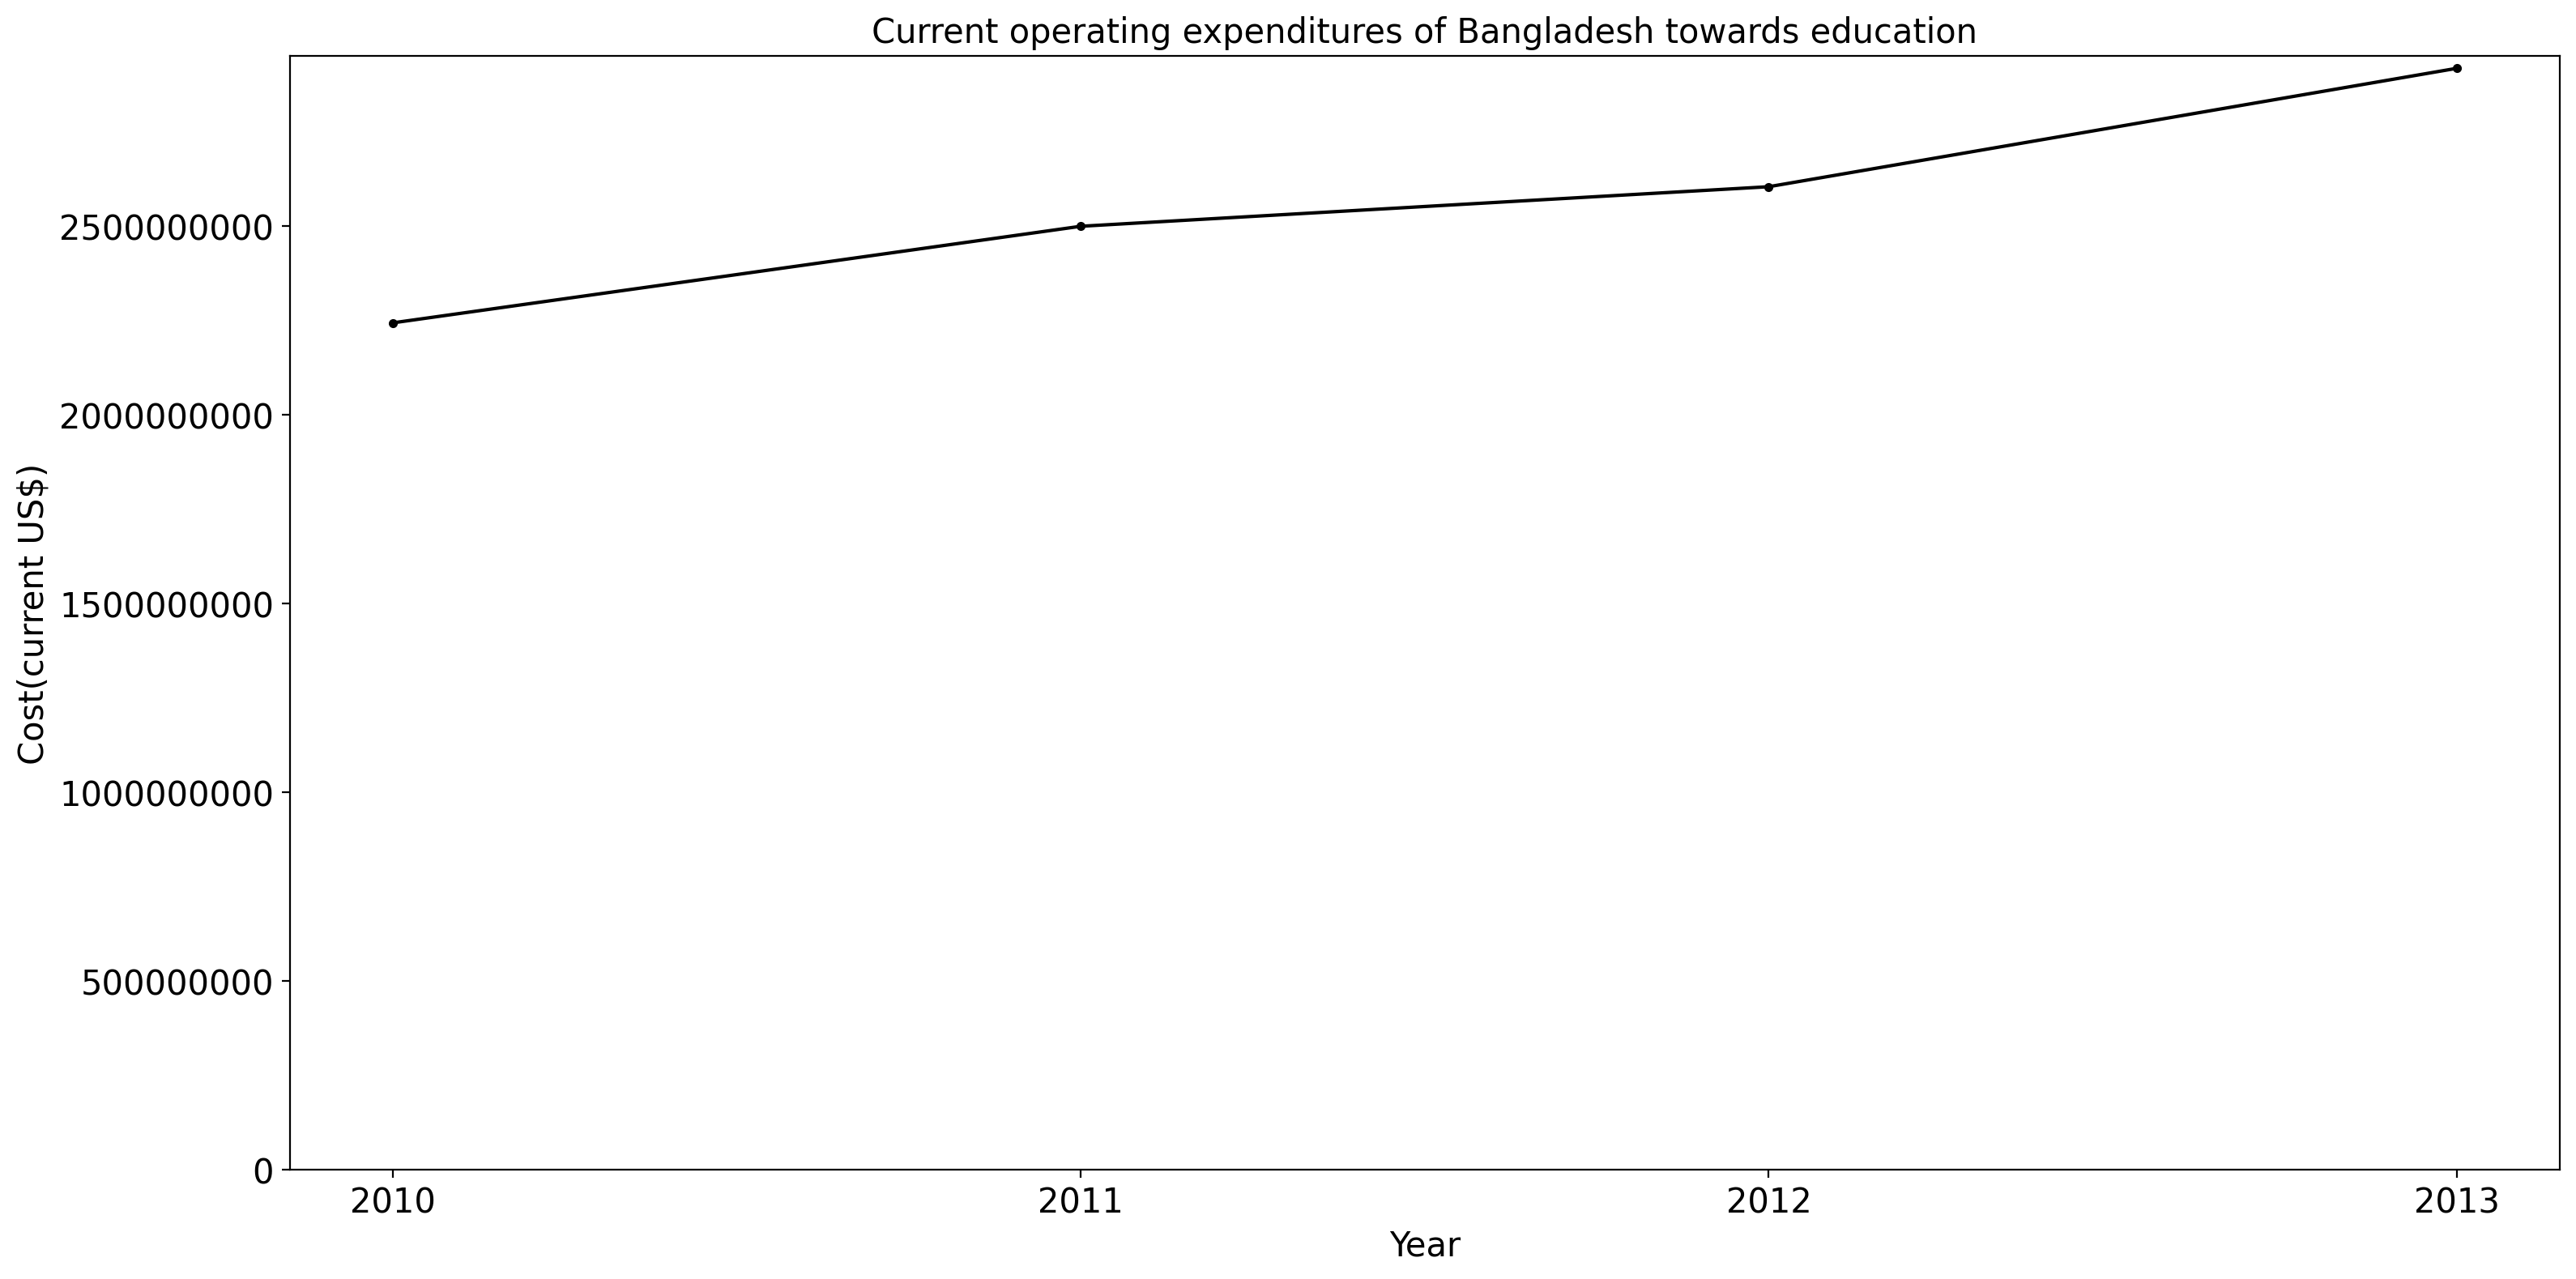 Current operating expenditures of Bangladesh towards education
Cost(current US$)
2500000000
2000000000
1500000000
1000000000
500000000
0
2010 2011 2012 2013
Year